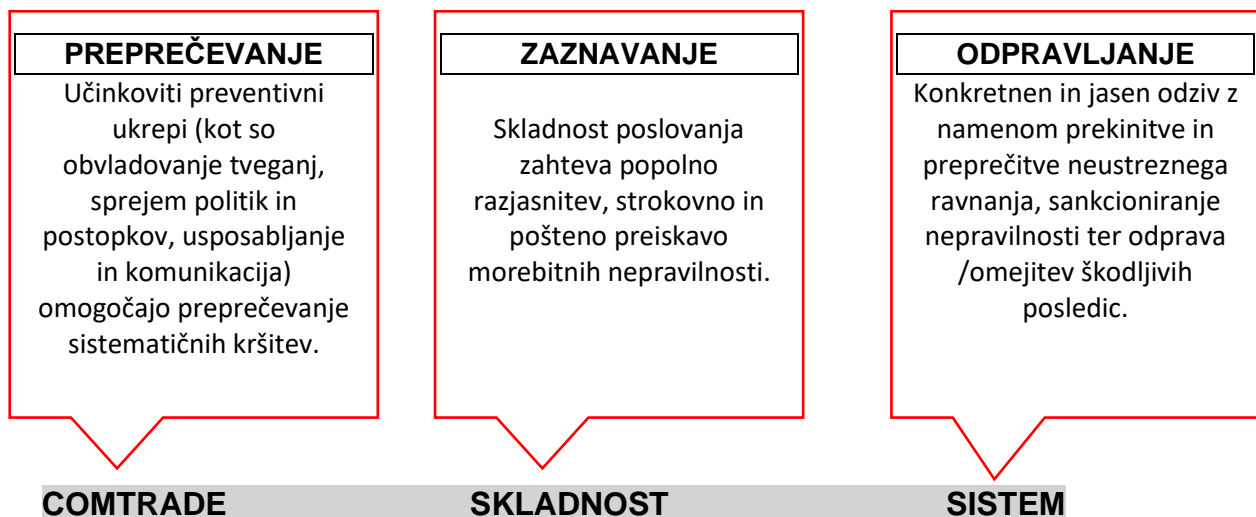 PREPREČEVANJE
Učinkoviti preventivni
ukrepi (kot so
obvladovanje tveganj,
sprejem politik in
postopkov, usposabljanje
in komunikacija)
omogočajo preprečevanje
sistematičnih kršitev.
ZAZNAVANJE
Skladnost poslovanja
zahteva popolno
razjasnitev, strokovno in
pošteno preiskavo
morebitnih nepravilnosti.
ODPRAVLJANJE
Konkretnen in jasen odziv z
namenom prekinitve in
preprečitve neustreznega
ravnanja, sankcioniranje
nepravilnosti ter odprava
/omejitev škodljivih
posledic.
COMTRADE SKLADNOST SISTEM